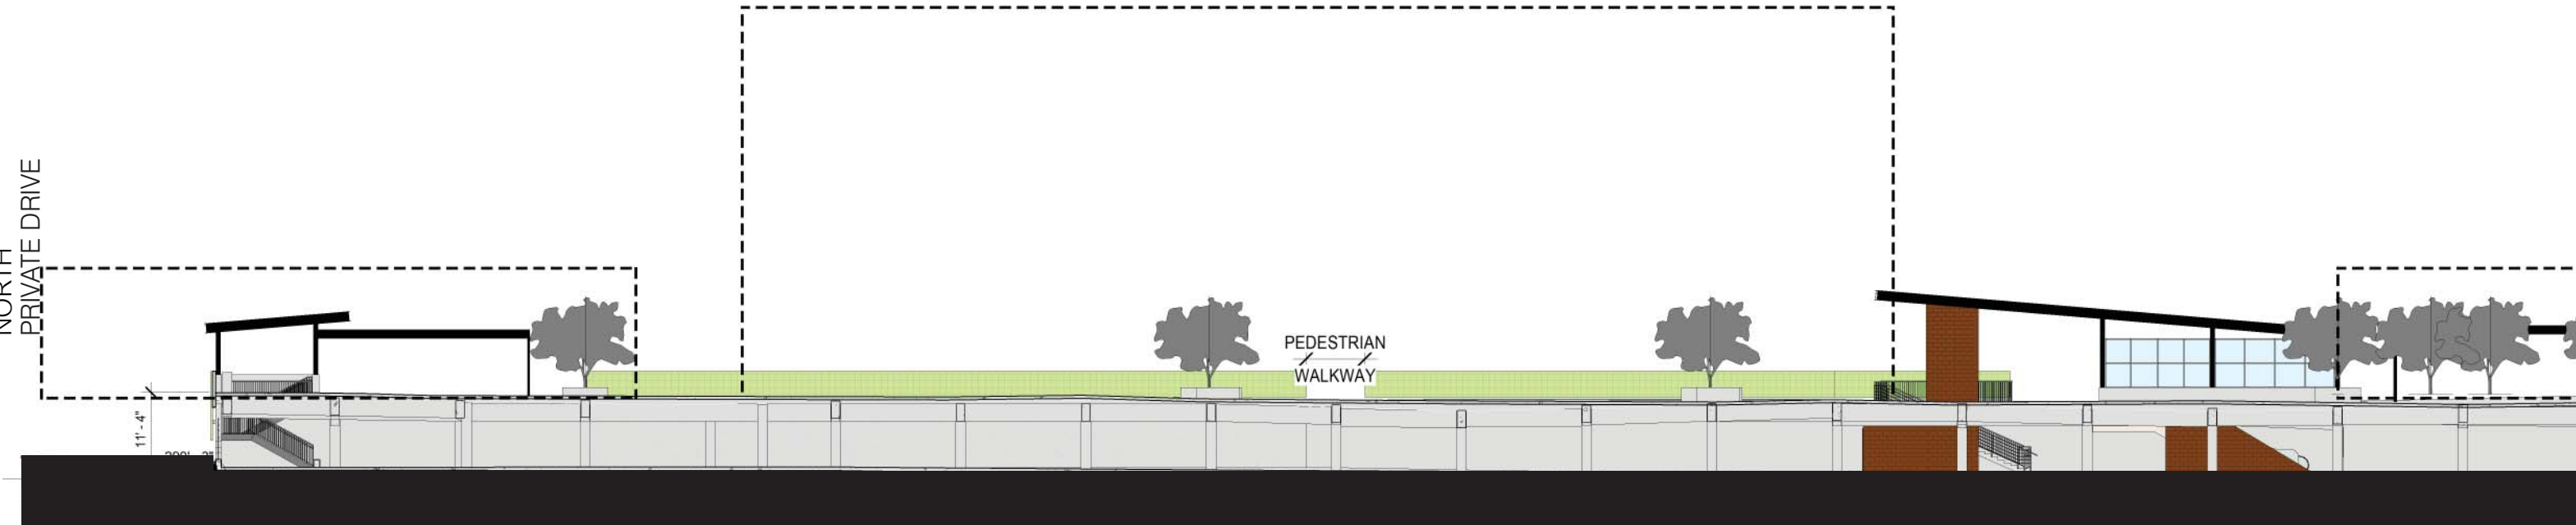 NORTH
PRIVATE DRIVE
PEDESTRIAN
WALKWAY
11' - 4"